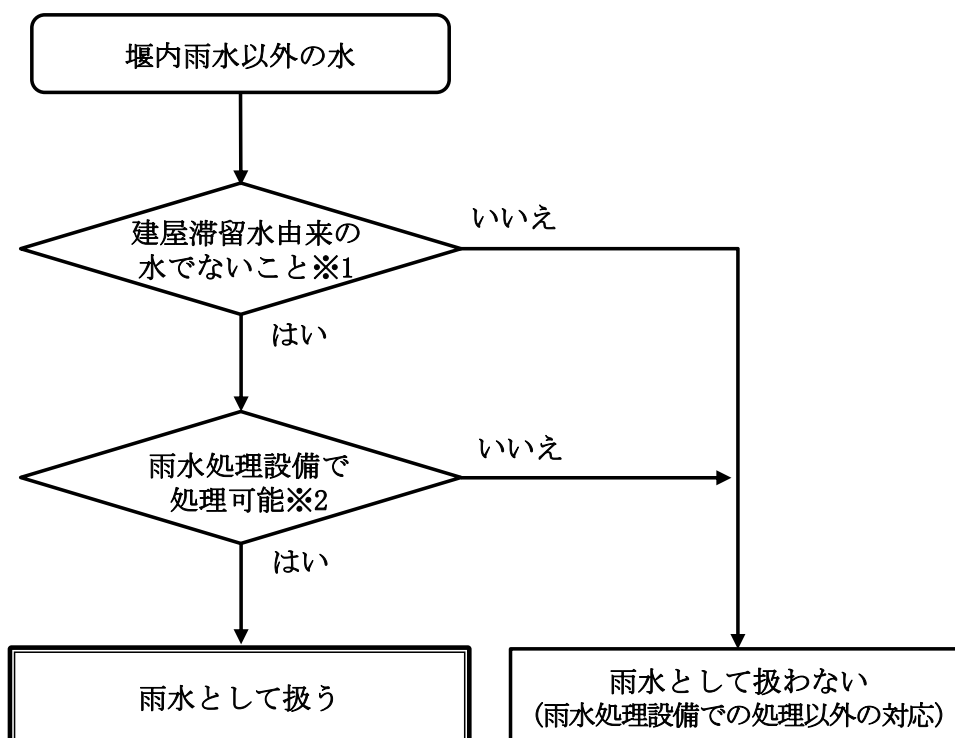 堰内雨水以外の水
建屋滞留水由来の
水でないこと※1
いいえ
はい
雨水処理設備で
処理可能※2
いいえ
はい
雨水として扱う
雨水として扱わない
(雨水処理設備での処理以外の対応)